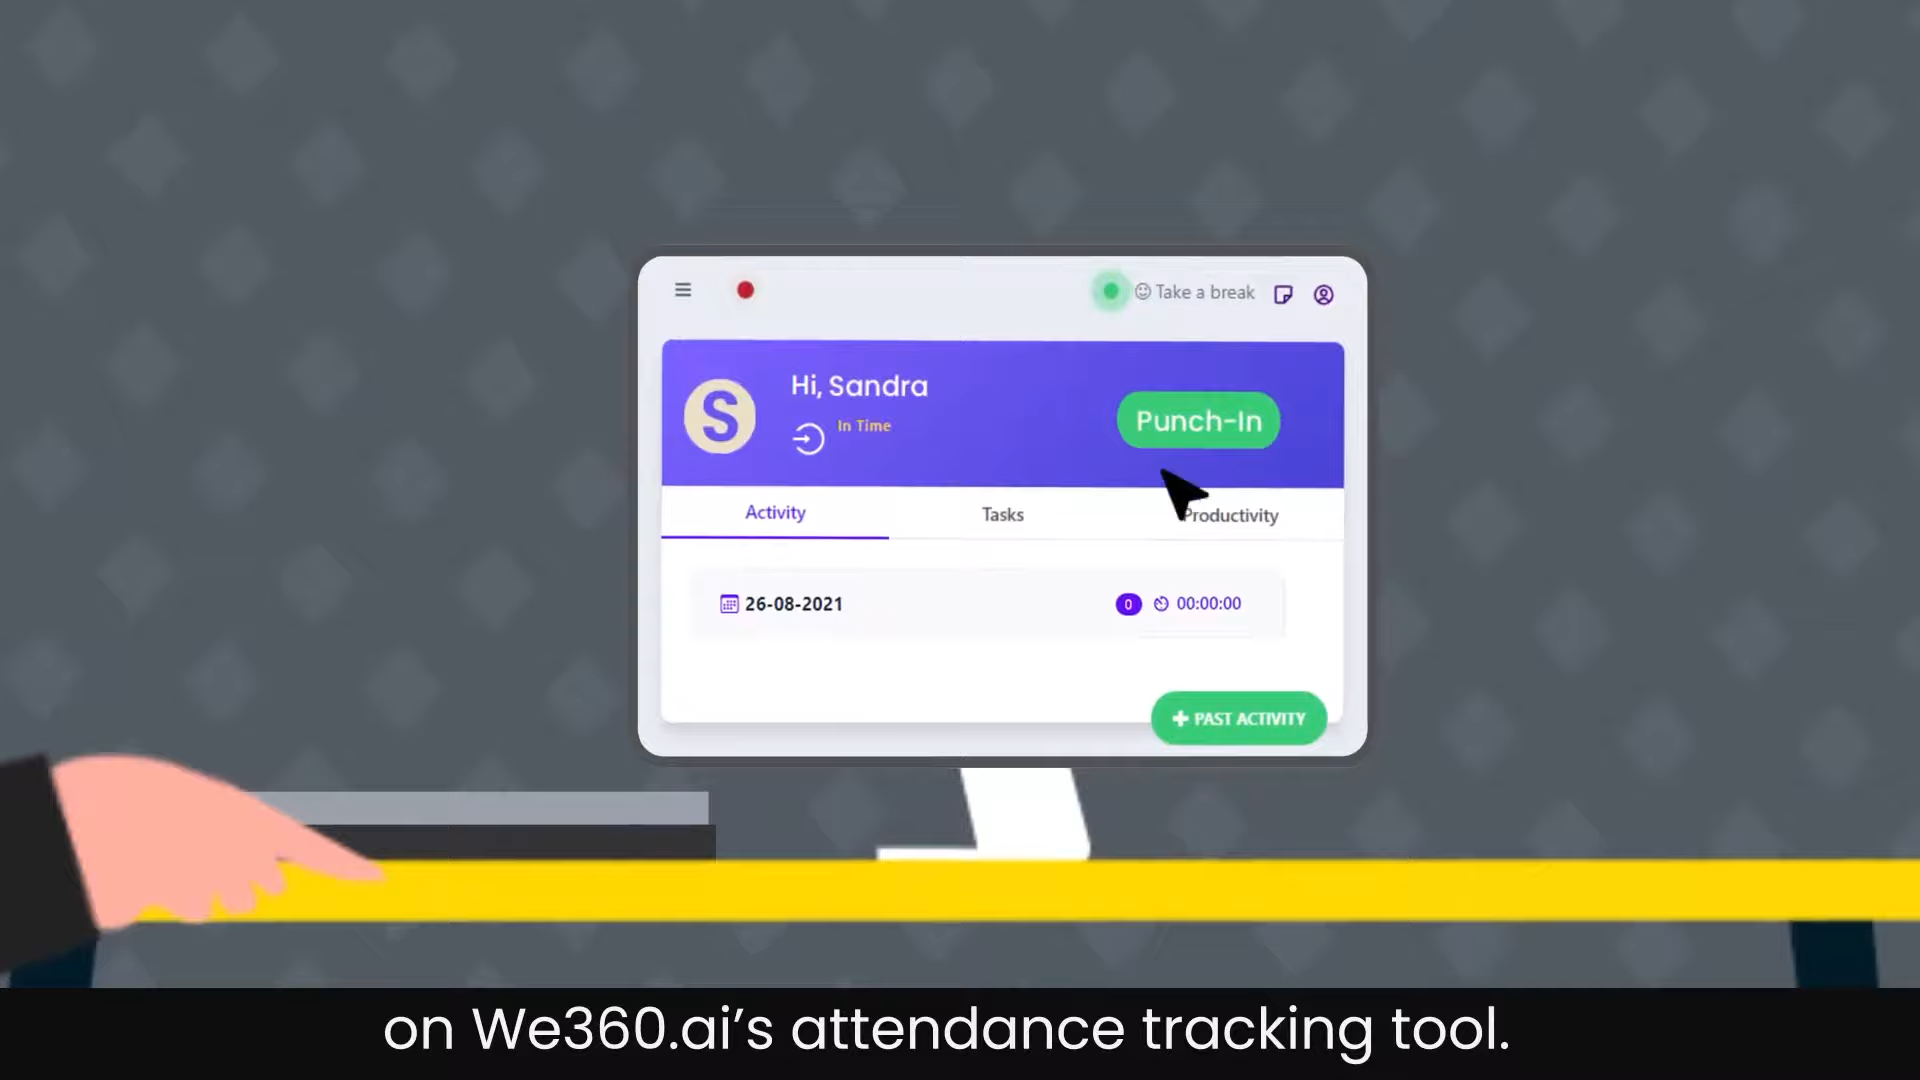 Take a break
Hi, Sandra
S
In Time
Punch-In
Activity
Tasks
Productivity
26-08-2021
0
00:00:00
PAST ACTIVITY
on We360.ai’s attendance tracking tool.